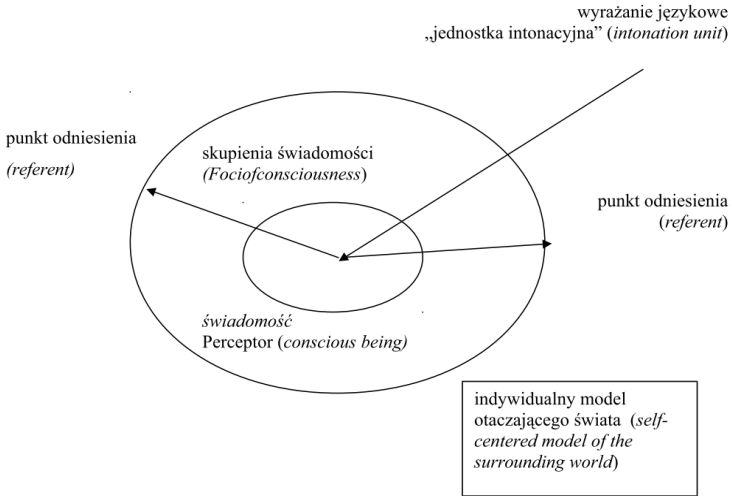 wyrażanie językowe
„jednostka intonacyjna” (intonation unit)
punkt odniesienia
(referent)
skupienia świadomości
(Fociofconsciousness)
punkt odniesienia
(referent)
świadomość
Perceptor (conscious being)
indywidualny model
otaczającego świata (self-
centered model of the
surrounding world)